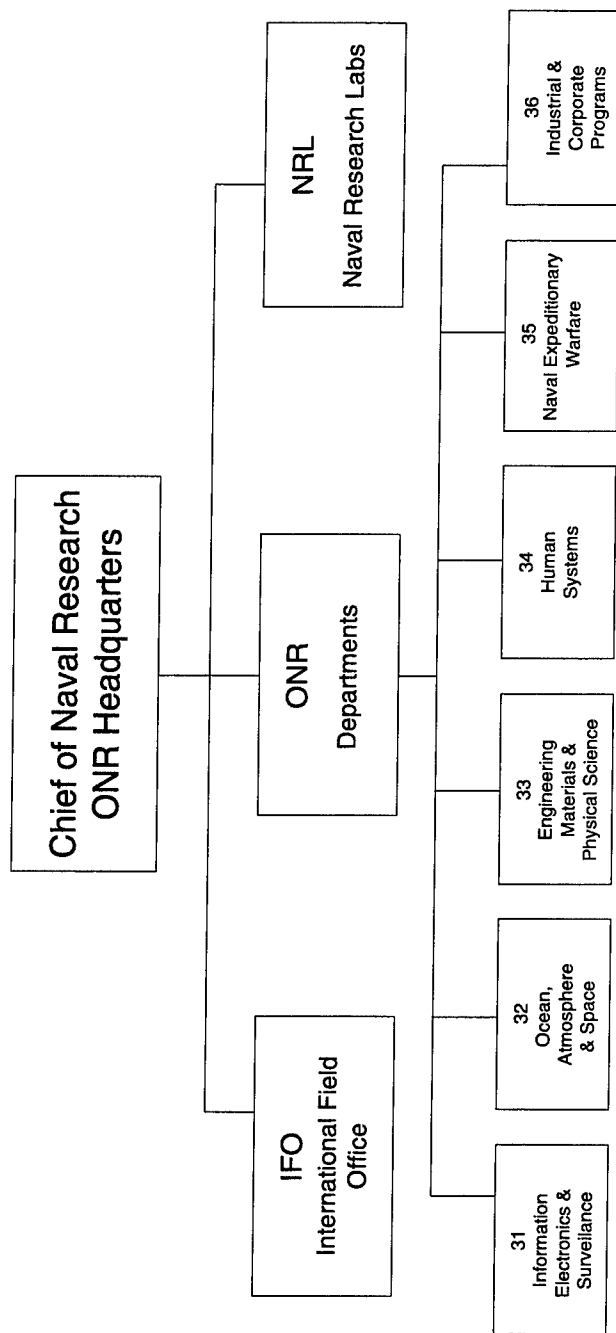 Chief of Naval Research
ONR Headquarters
IFO
International Field
Office
ONR
Departments
NRL
Naval Research Labs
31
Information
Electronics &
Surveilance
32
Ocean,
Atmosphere
& Space
33
Engineering
Materials &
Physical Science
34
Human
Systems
35
Naval Expeditionary
Warfare
36
Industrial &
Corporate
Programs